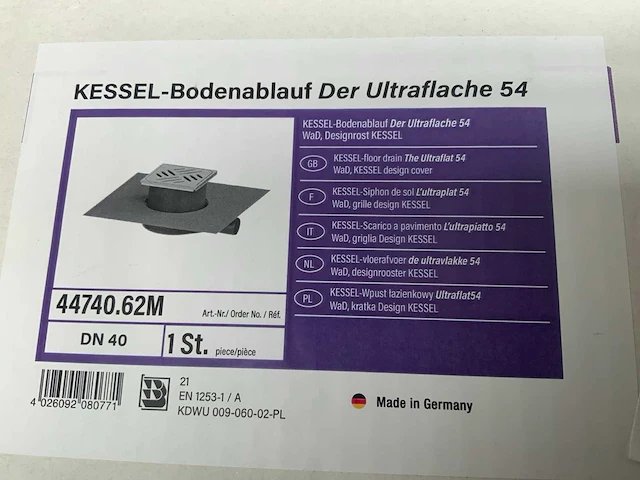 KESSEL-Bodenablauf Der Ultraflache 54
KESSEL-Bodenablauf Der Ultraflache 54
WaD, Designrost KESSEL
GB KESSEL-floor drain The Ultraflat 54
WaD, KESSEL design cover
F KESSEL-Siphon de sol L'ultraplat 54
WaD, grille design KESSEL
IT KESSEL-Scarico a pavimento L'ultrapiatto 54
WaD, griglia Design KESSEL
NL KESSEL-vloerafvoer de ultravlakke 54
WaD, designrooster KESSEL
PL KESSEL-Wpust łazienkowy Ultraflat54
WaD, kratka Design KESSEL
44740.62M Art.-Nr./ Order No. / Réf.
DN 40 1 St. piece/pièce
4 026092 080771
21
EN 1253-1 / A
KDWU 009-060-02-PL
Made in Germany